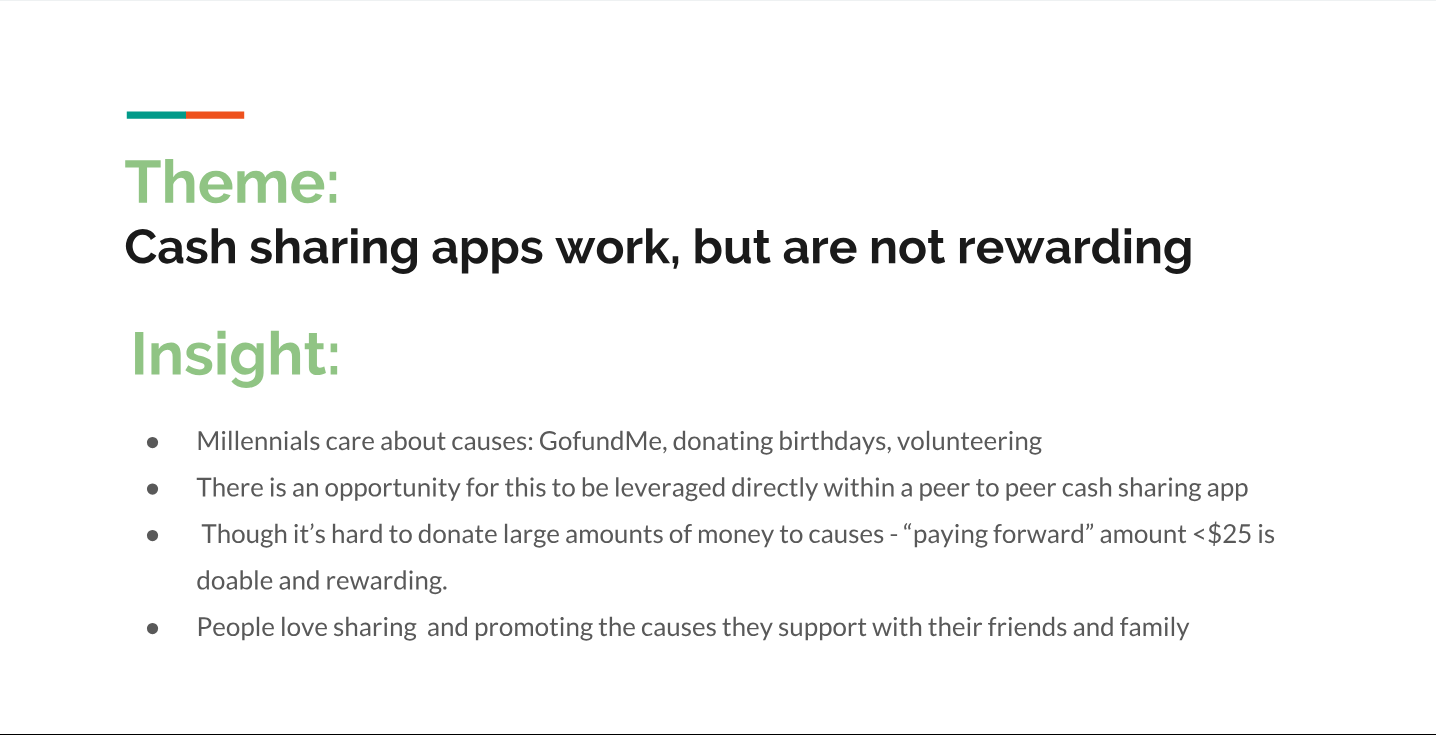 Theme:
Cash sharing apps work, but are not rewarding
Insight:
● Millennials care about causes: GofundMe, donating birthdays, volunteering
● There is an opportunity for this to be leveraged directly within a peer to peer cash sharing app
● Though it’s hard to donate large amounts of money to causes - “paying forward” amount <$25 is
doable and rewarding.
● People love sharing  and promoting the causes they support with their friends and family